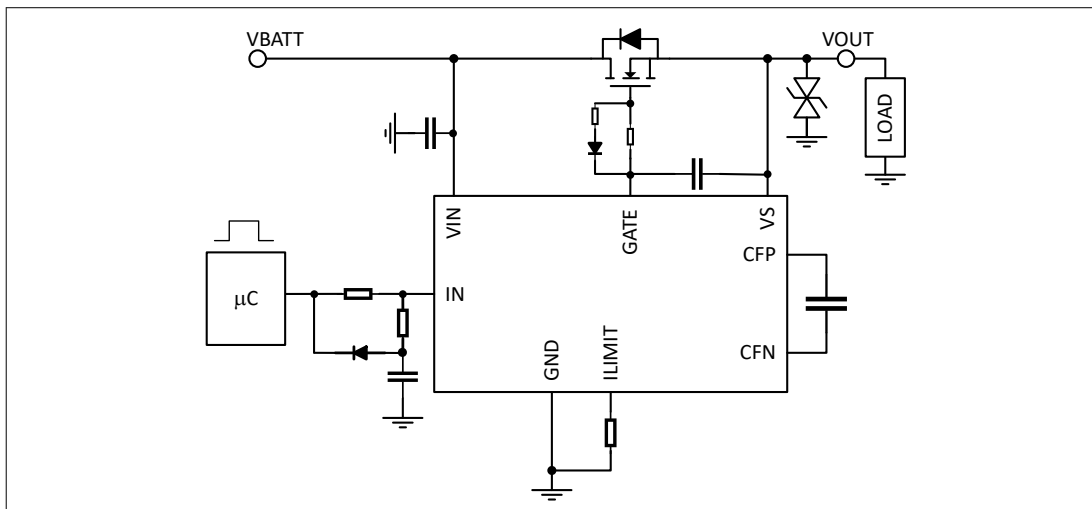 VBATT
VOUT
LOAD
VIN
GATE
VS
CFP
μC
IN
CFN
GND
ILIMIT